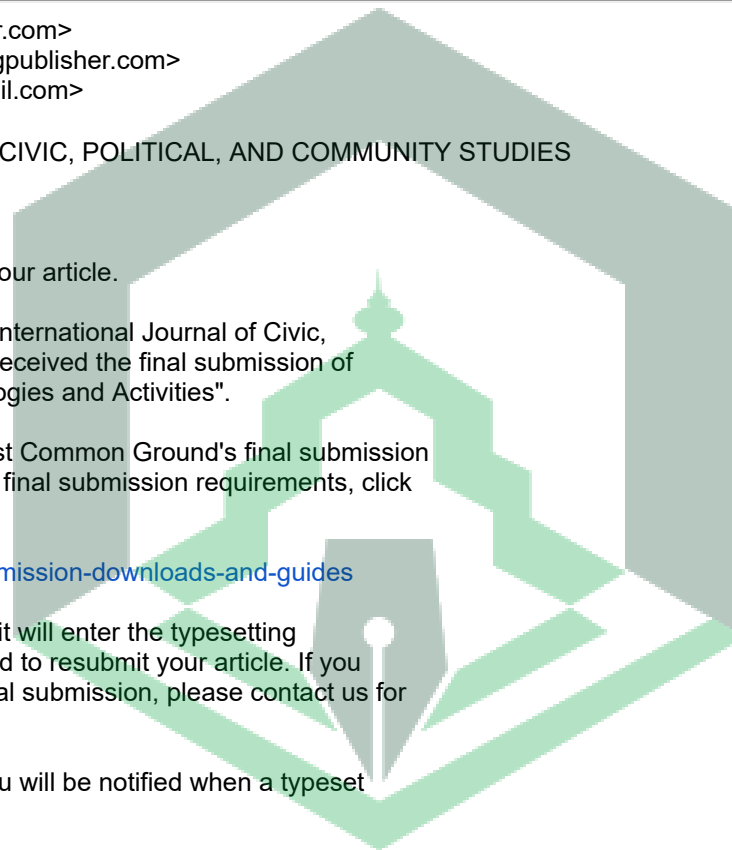 r.com>
gpublisher.com>
il.com>
CIVIC, POLITICAL, AND COMMUNITY STUDIES
our article.
nternational Journal of Civic,
eceived the final submission of
ogies and Activities".
st Common Ground's final submission
final submission requirements, click
mission-downloads-and-guides
it will enter the typesetting
d to resubmit your article. If you
al submission, please contact us for
u will be notified when a typeset